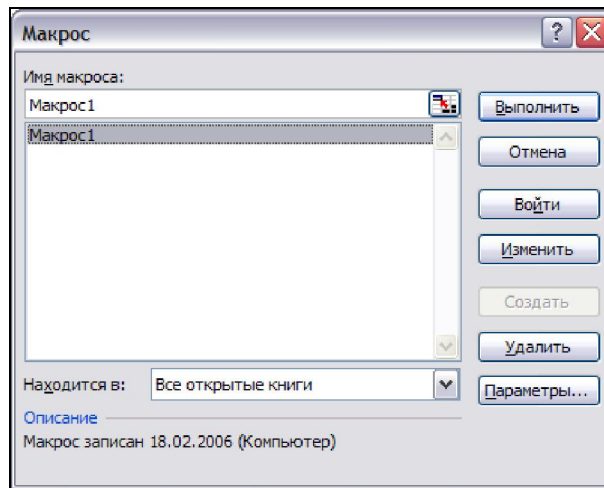 Макрос
Имя макроса:
Макрос1
Макрос1
Выполнить
Отмена
Войти
Изменить
Создать
Удалить
Параметры...
Находится в:
Все открытые книги
Описание
Макрос записан 18.02.2006 (Компьютер)